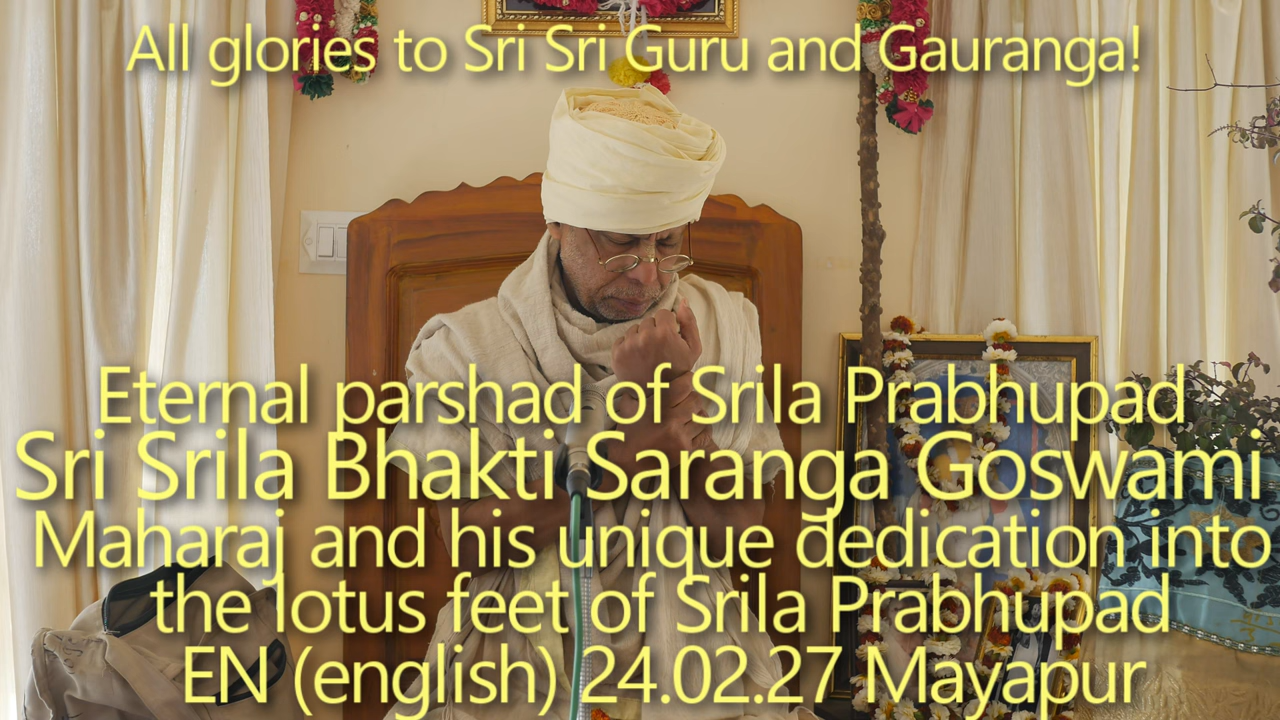 All glories to Sri Sri Guru and Gauranga!
Eternal parshad of Srila Prabhupad
Sri Srila Bhakti Saranga Goswami
Maharaj and his unique dedication into
the lotus feet of Srila Prabhupad
EN (english) 24.02.27 Mayapur